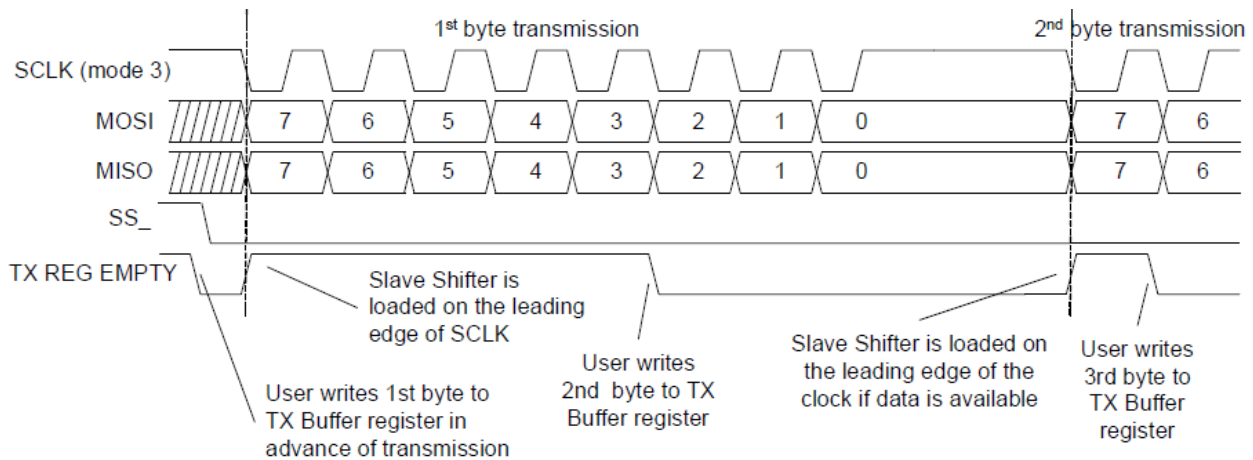 1st byte transmission
2nd byte transmission
SCLK (mode 3)
MOSI
7 6 5 4 3 2 1 0 7 6
MISO
7 6 5 4 3 2 1 0 7 6
SS_
TX REG EMPTY
Slave Shifter is
loaded on the leading
edge of SCLK
User writes 1st byte to
TX Buffer register in
advance of transmission
User writes
2nd byte to TX
Buffer register
Slave Shifter is loaded on
the leading edge of the
clock if data is available
User writes
3rd byte to
TX Buffer
register